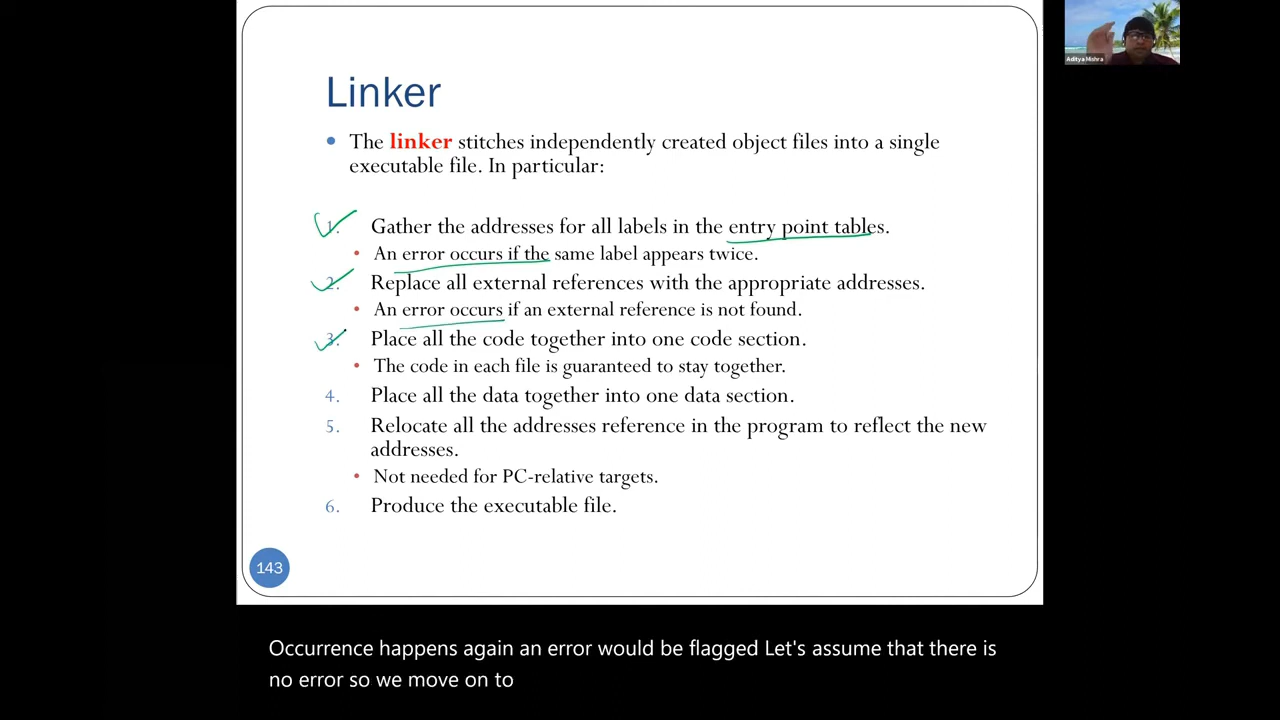 Aditya Mishra
Linker
• The linker stitches independently created object files into a single
executable file. In particular:
1. Gather the addresses for all labels in the entry point tables.
• An error occurs if the same label appears twice.
2. Replace all external references with the appropriate addresses.
• An error occurs if an external reference is not found.
3. Place all the code together into one code section.
• The code in each file is guaranteed to stay together.
4. Place all the data together into one data section.
5. Relocate all the addresses reference in the program to reflect the new
addresses.
• Not needed for PC-relative targets.
6. Produce the executable file.
143
Occurrence happens again an error would be flagged Let's assume that there is
no error so we move on to